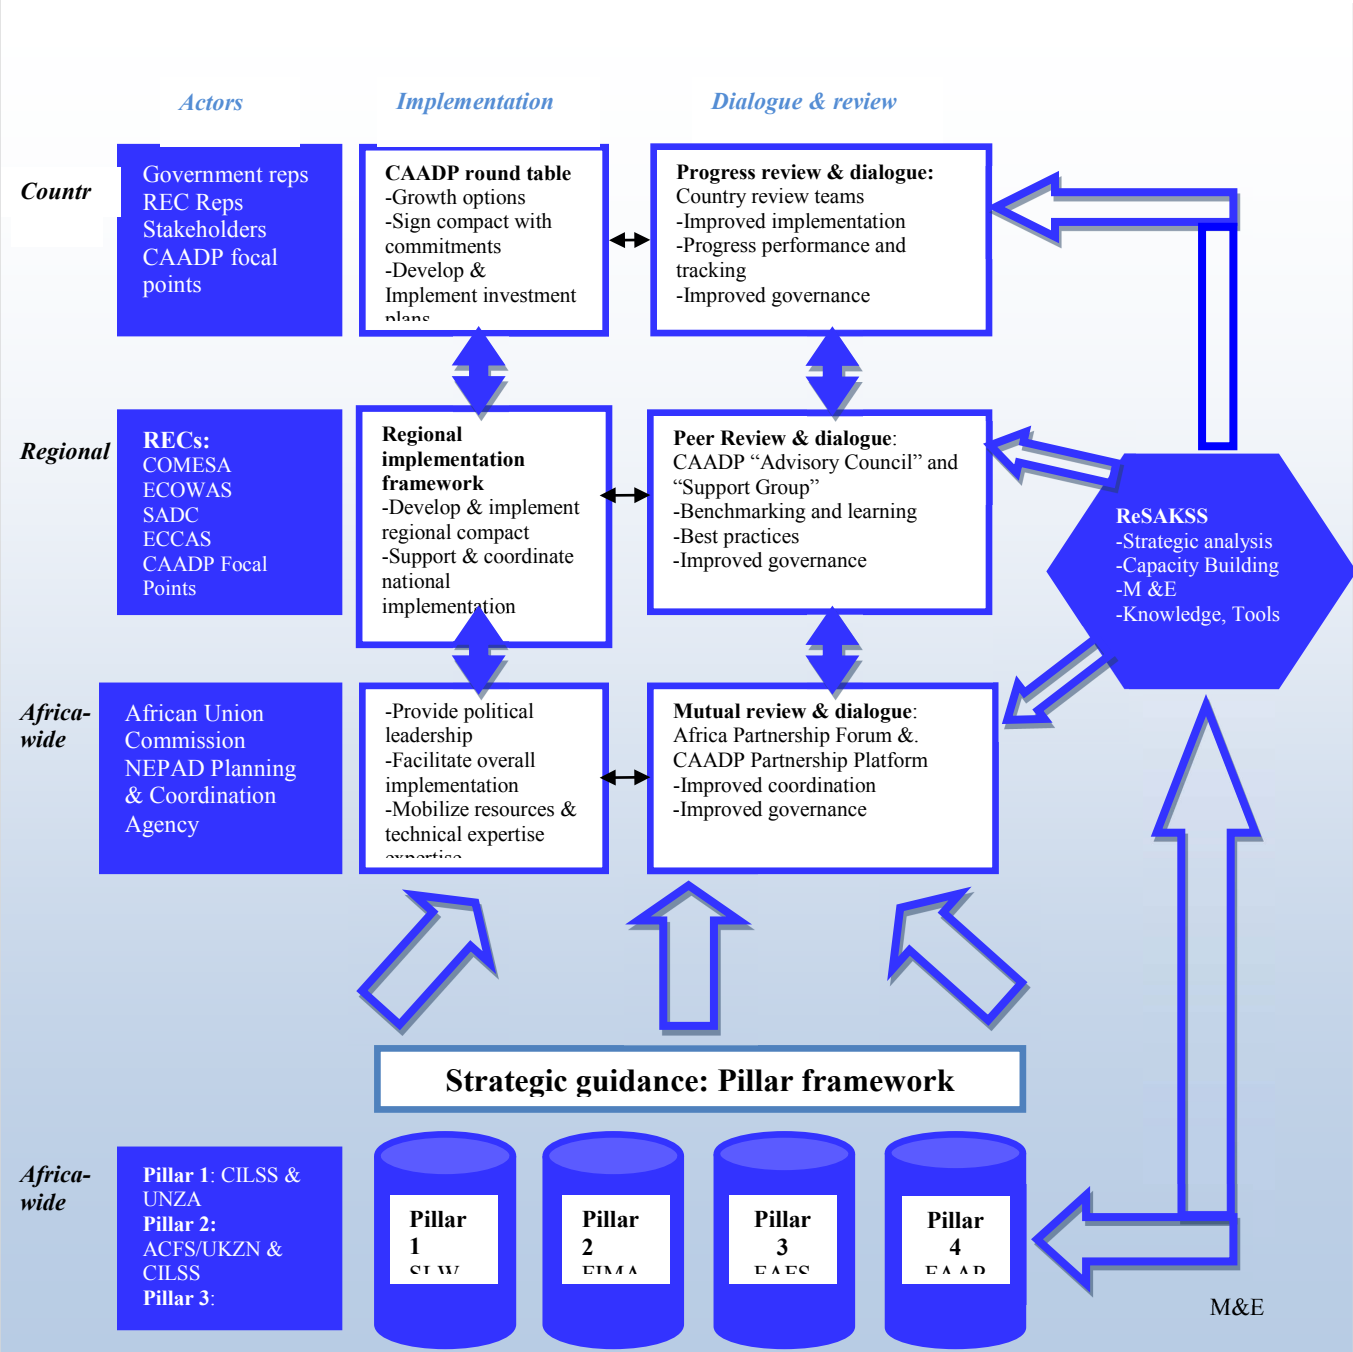 Actors
Implementation
Dialogue & review
Countr
Government reps
REC Reps
Stakeholders
CAADP focal
points
CAADP round table
-Growth options
-Sign compact with
commitments
-Develop &
Implement investment
plans
Progress review & dialogue:
Country review teams
-Improved implementation
-Progress performance and
tracking
-Improved governance
Regional
RECs:
COMESA
ECOWAS
SADC
ECCAS
CAADP Focal
Points
Regional
implementation
framework
-Develop & implement
regional compact
-Support & coordinate
national
implementation
Peer Review & dialogue:
CAADP “Advisory Council” and
“Support Group”
-Benchmarking and learning
-Best practices
-Improved governance
ReSAKSS
-Strategic analysis
-Capacity Building
-M &E
-Knowledge, Tools
Africa-
wide
African Union
Commission
NEPAD Planning
& Coordination
Agency
-Provide political
leadership
-Facilitate overall
implementation
-Mobilize resources &
technical expertise
expertise
Mutual review & dialogue:
Africa Partnership Forum &.
CAADP Partnership Platform
-Improved coordination
-Improved governance
Strategic guidance: Pillar framework
Africa-
wide
Pillar 1: CILSS &
UNZA
Pillar 2:
ACFS/UKZN &
CILSS
Pillar 3:
Pillar
1
SLW
Pillar
2
Pillar
3
Pillar
4
M&E